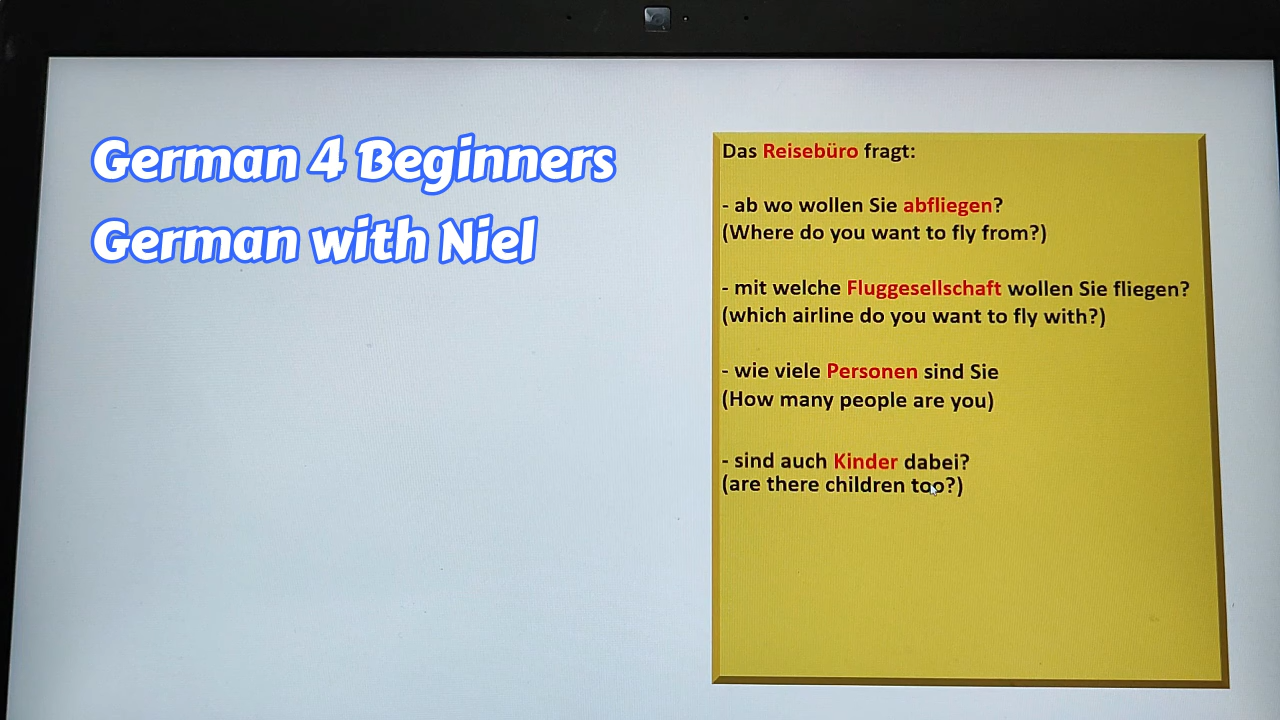 German 4 Beginners
German with Niel
Das Reisebüro fragt:
- ab wo wollen Sie abfliegen?
(Where do you want to fly from?)
- mit welche Fluggesellschaft wollen Sie fliegen?
(which airline do you want to fly with?)
- wie viele Personen sind Sie
(How many people are you)
- sind auch Kinder dabei?
(are there children too?)